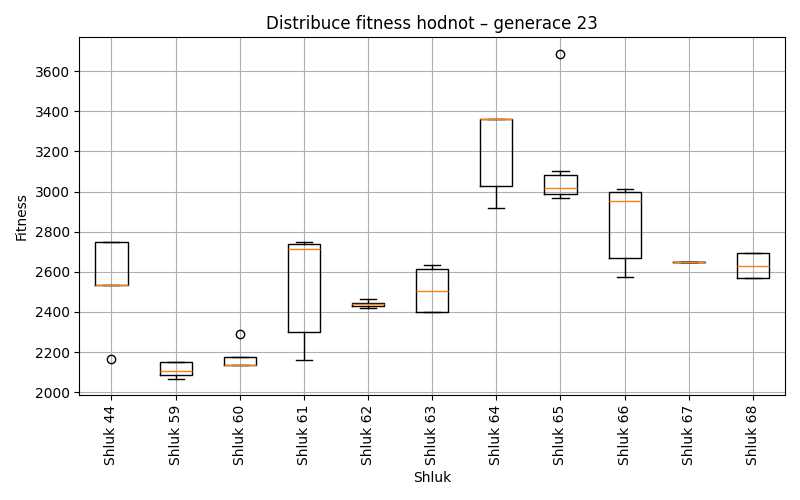 Distribuce fitness hodnot – generace 23
Fitness
3600
3400
3200
3000
2800
2600
2400
2200
2000
Shluk 44
Shluk 59
Shluk 60
Shluk 61
Shluk 62
Shluk 63
Shluk 64
Shluk 65
Shluk 66
Shluk 67
Shluk 68
Shluk